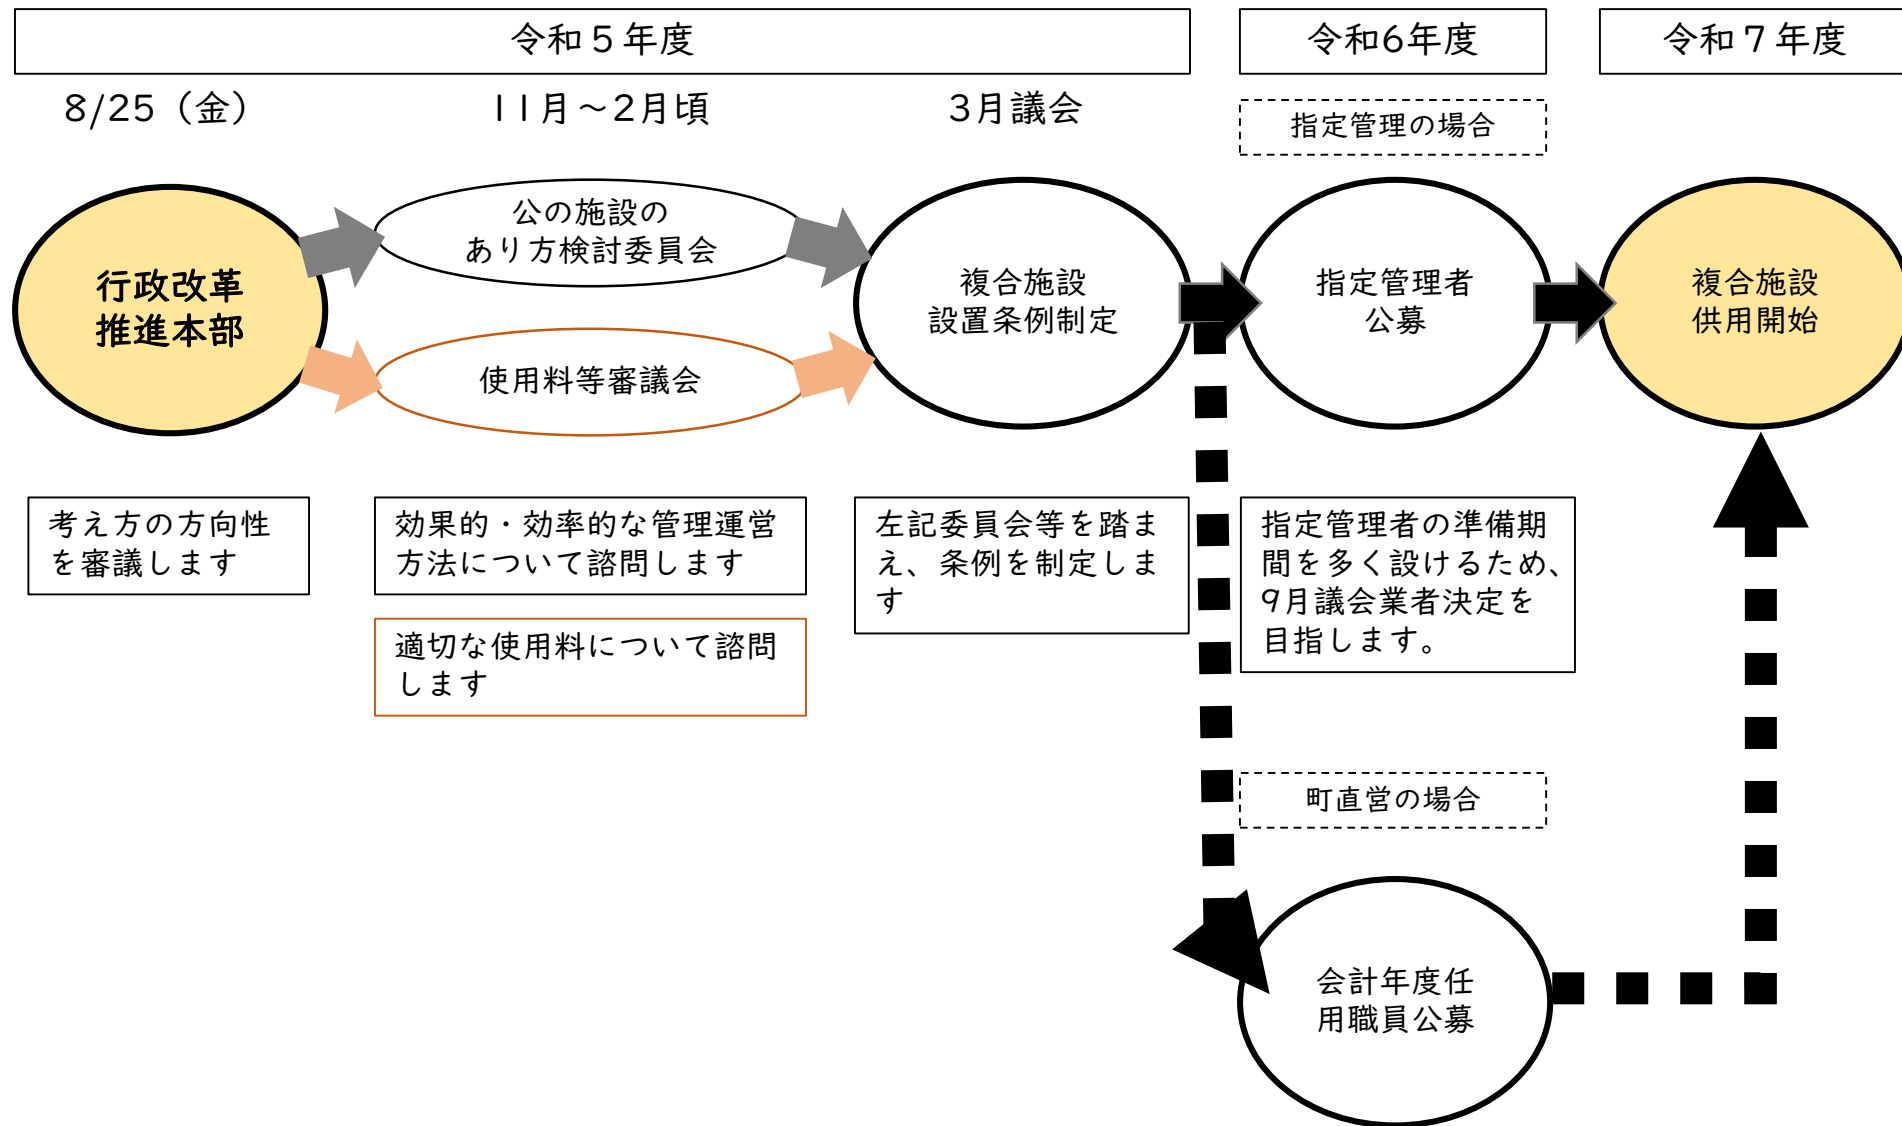 令和５年度
令和6年度
令和７年度
8/25（金）
11月～2月頃
3月議会
指定管理の場合
行政改革
推進本部
公の施設の
あり方検討委員会
使用料等審議会
複合施設
設置条例制定
指定管理者
公募
複合施設
供用開始
考え方の方向性
を審議します
効果的・効率的な管理運営
方法について諮問します
適切な使用料について諮問
します
左記委員会等を踏ま
え、条例を制定しま
す
指定管理者の準備期
間を多く設けるため、
9月議会業者決定を
目指します。
町直営の場合
会計年度任
用職員公募